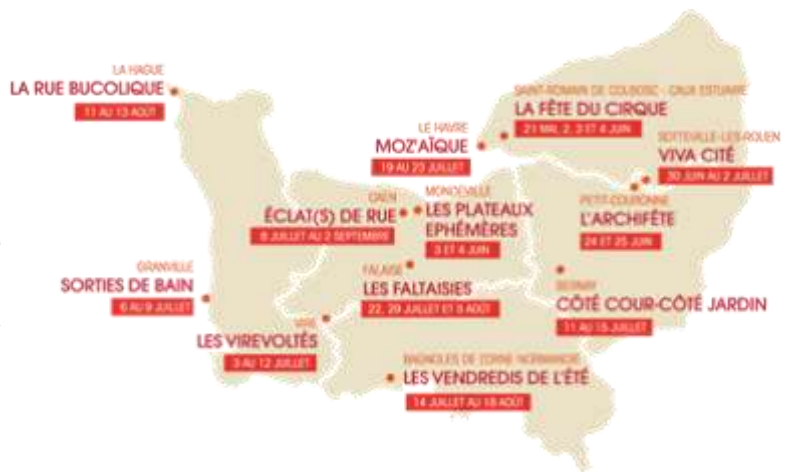 LA HAGUE
LA RUE BUCOLIQUE
11 AU 13 AOÛT
SAINT-ROMAIN DE COLBOSC - CAUX ESTUAIRE
LA FÊTE DU CIRQUE
21 MAI, 2, 3 ET 4 JUIN
LE HAVRE
MOZ'AÏQUE
19 AU 23 JUILLET
SOTTEVILLE-LÈS-ROUEN
VIVA CITÉ
30 JUIN AU 2 JUILLET
CAEN
ÉCLAT(S) DE RUE
6 JUILLET AU 2 SEPTEMBRE
MONDEVILLE
LES PLATEAUX
EPHÉMÈRES
3 ET 4 JUIN
PETIT-COURONNE
L'ARCHIFÊTE
24 ET 25 JUIN
GRANVILLE
SORTIES DE BAIN
6 AU 9 JUILLET
FALAISE
LES FALTAISIES
22, 29 JUILLET ET 5 AOÛT
BERNAY
CÔTÉ COUR-CÔTÉ JARDIN
11 AU 15 JUILLET
VIRE
LES VIREVOLTÉS
3 AU 12 JUILLET
BAGNOLES DE L'ORNE NORMANDIE
LES VENDREDIS DE L'ÉTÉ
14 JUILLET AU 18 AOÛT